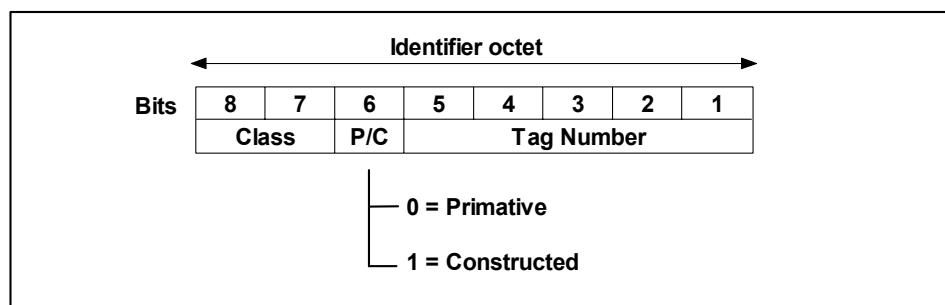 Identifier octet
Bits 8 7 6 5 4 3 2 1
Class P/C Tag Number
0 = Primative
1 = Constructed